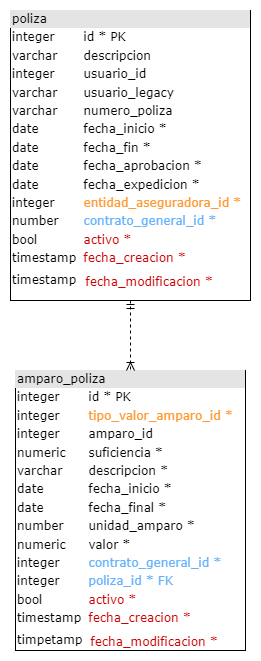 poliza
integer id * PK
varchar descripcion
integer usuario_id
varchar usuario_legacy
varchar numero_poliza
date fecha_inicio *
date fecha_fin *
date fecha_aprobacion *
date fecha_expedicion *
integer entidad_aseguradora_id *
number contrato_general_id *
bool activo *
timestamp fecha_creacion *
timestamp fecha_modificacion *
amparo_poliza
integer id * PK
integer tipo_valor_amparo_id *
integer amparo_id
numeric suficiencia *
varchar descripcion *
date fecha_inicio *
date fecha_final *
number unidad_amparo *
numeric valor *
integer contrato_general_id *
integer poliza_id * FK
bool activo *
timestamp fecha_creacion *
timpetamp fecha_modificacion *